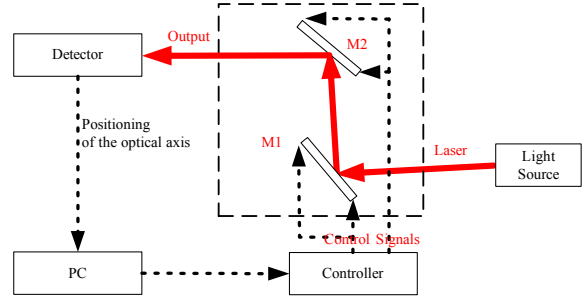 Output
M2
Detector
Positioning
of the optical axis
M1
Laser
Light
Source
Control Signals
PC
Controller